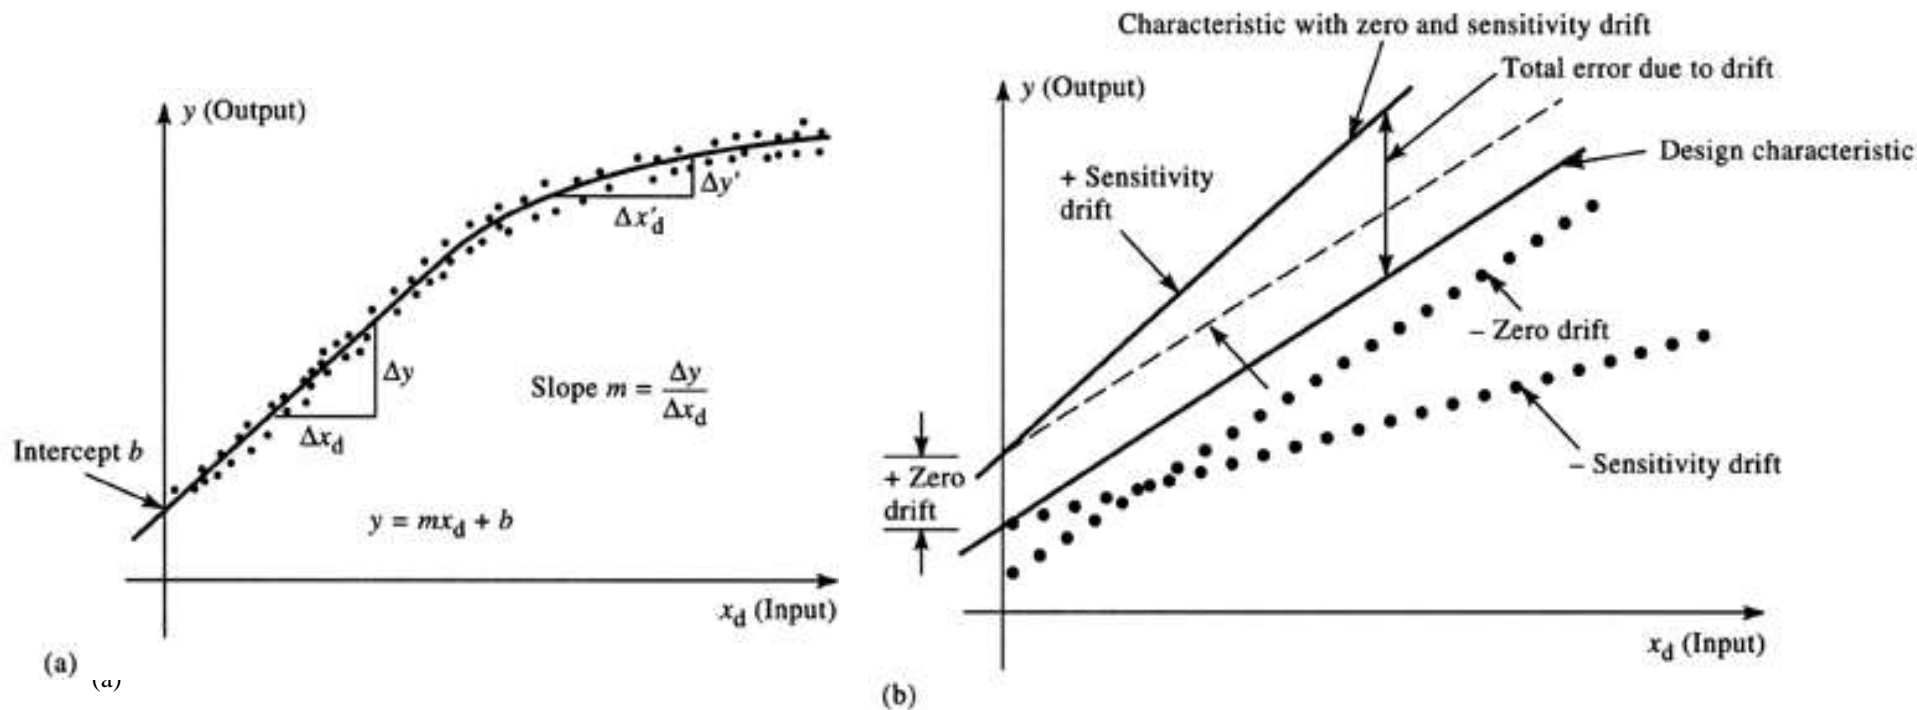 y (Output)
Δy'
Δx'd
Δy
Slope m = Δy/Δxd
Δxd
Intercept b
y = mxd + b
xd (Input)
(a)
(a)
Characteristic with zero and sensitivity drift
Total error due to drift
y (Output)
Design characteristic
+ Sensitivity
drift
– Zero drift
+ Zero
drift
– Sensitivity drift
xd (Input)
(b)